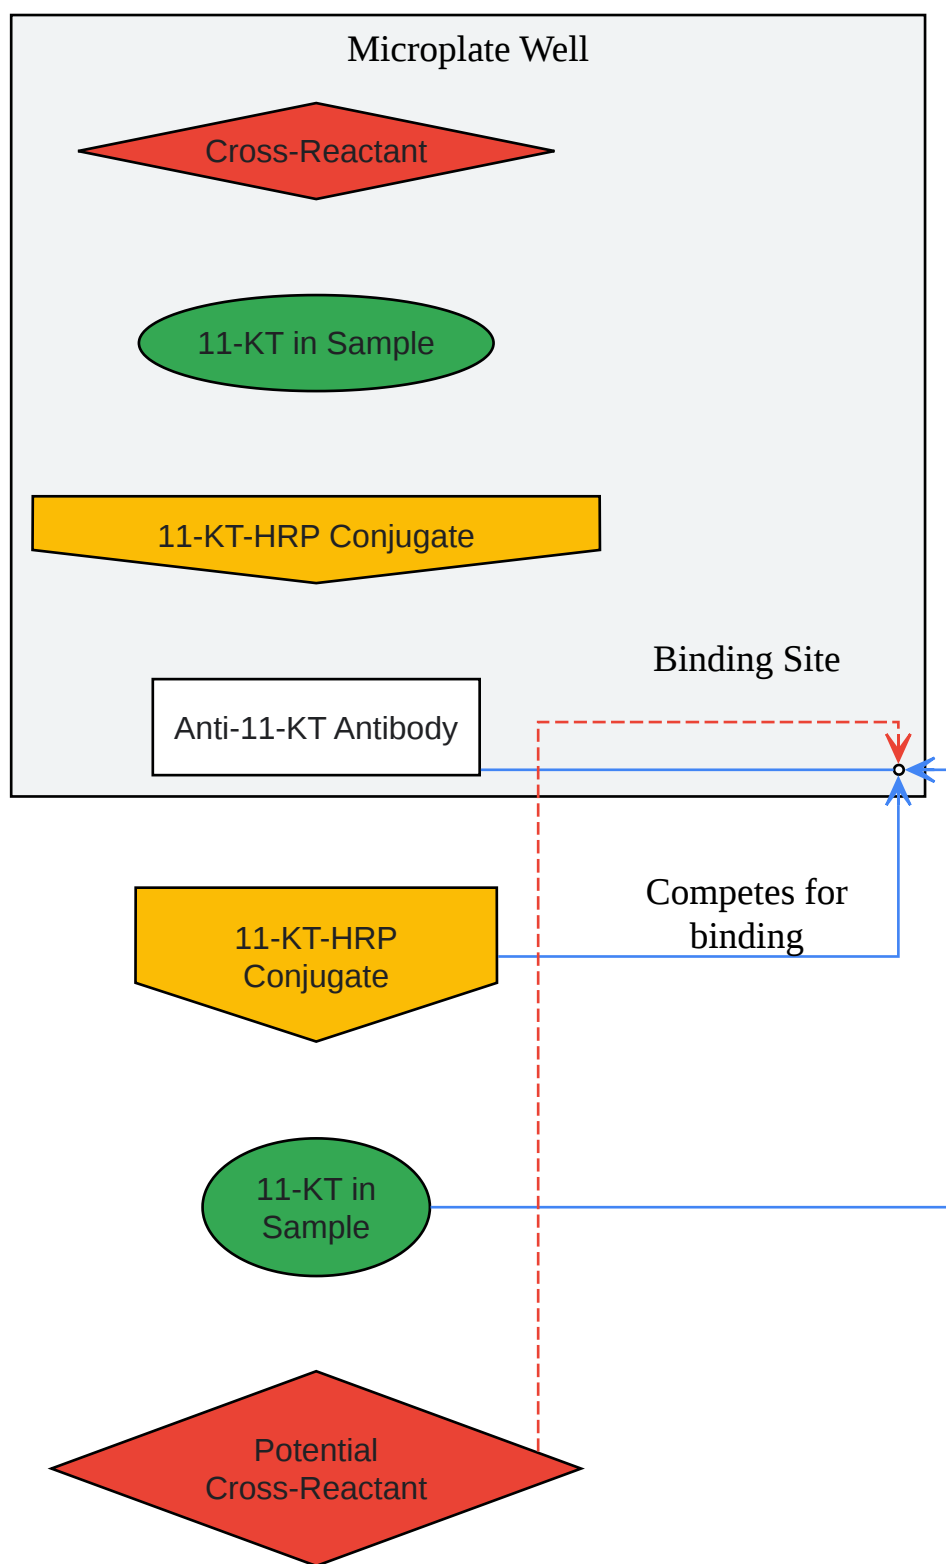 Microplate Well
Cross-Reactant
11-KT in Sample
11-KT-HRP Conjugate
Binding Site
Anti-11-KT Antibody
Competes for
binding
11-KT-HRP
Conjugate
11-KT in
Sample
Potential
Cross-Reactant